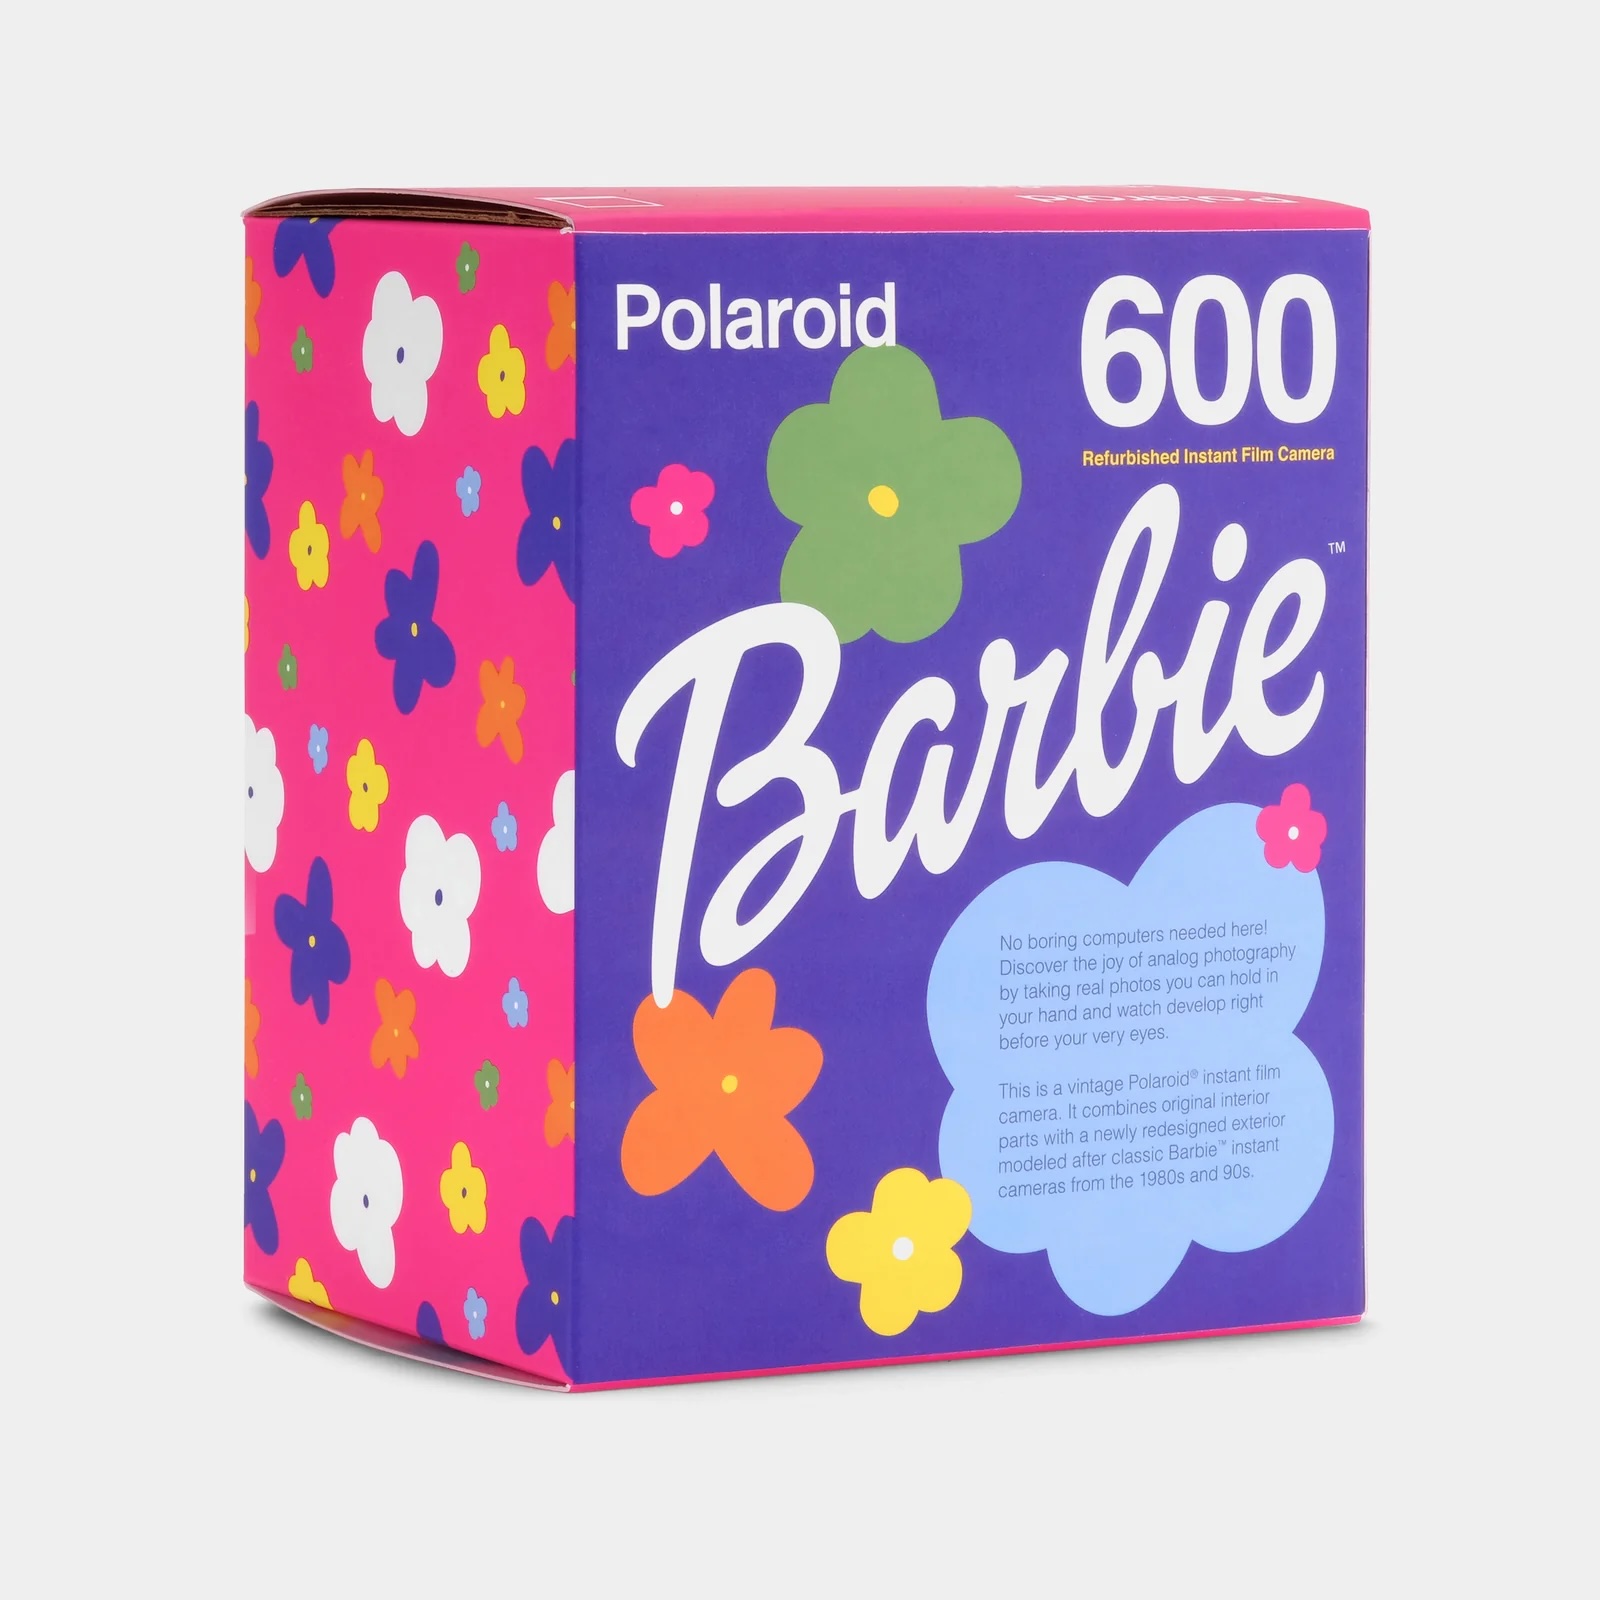 Polaroid
Polaroid
600
Refurbished Instant Film Camera
Barbie™
No boring computers needed here!
Discover the joy of analog photography
by taking real photos you can hold in
your hand and watch develop right
before your very eyes.
This is a vintage Polaroid® instant film
camera. It combines original interior
parts with a newly redesigned exterior
modeled after classic Barbie™ instant
cameras from the 1980s and 90s.